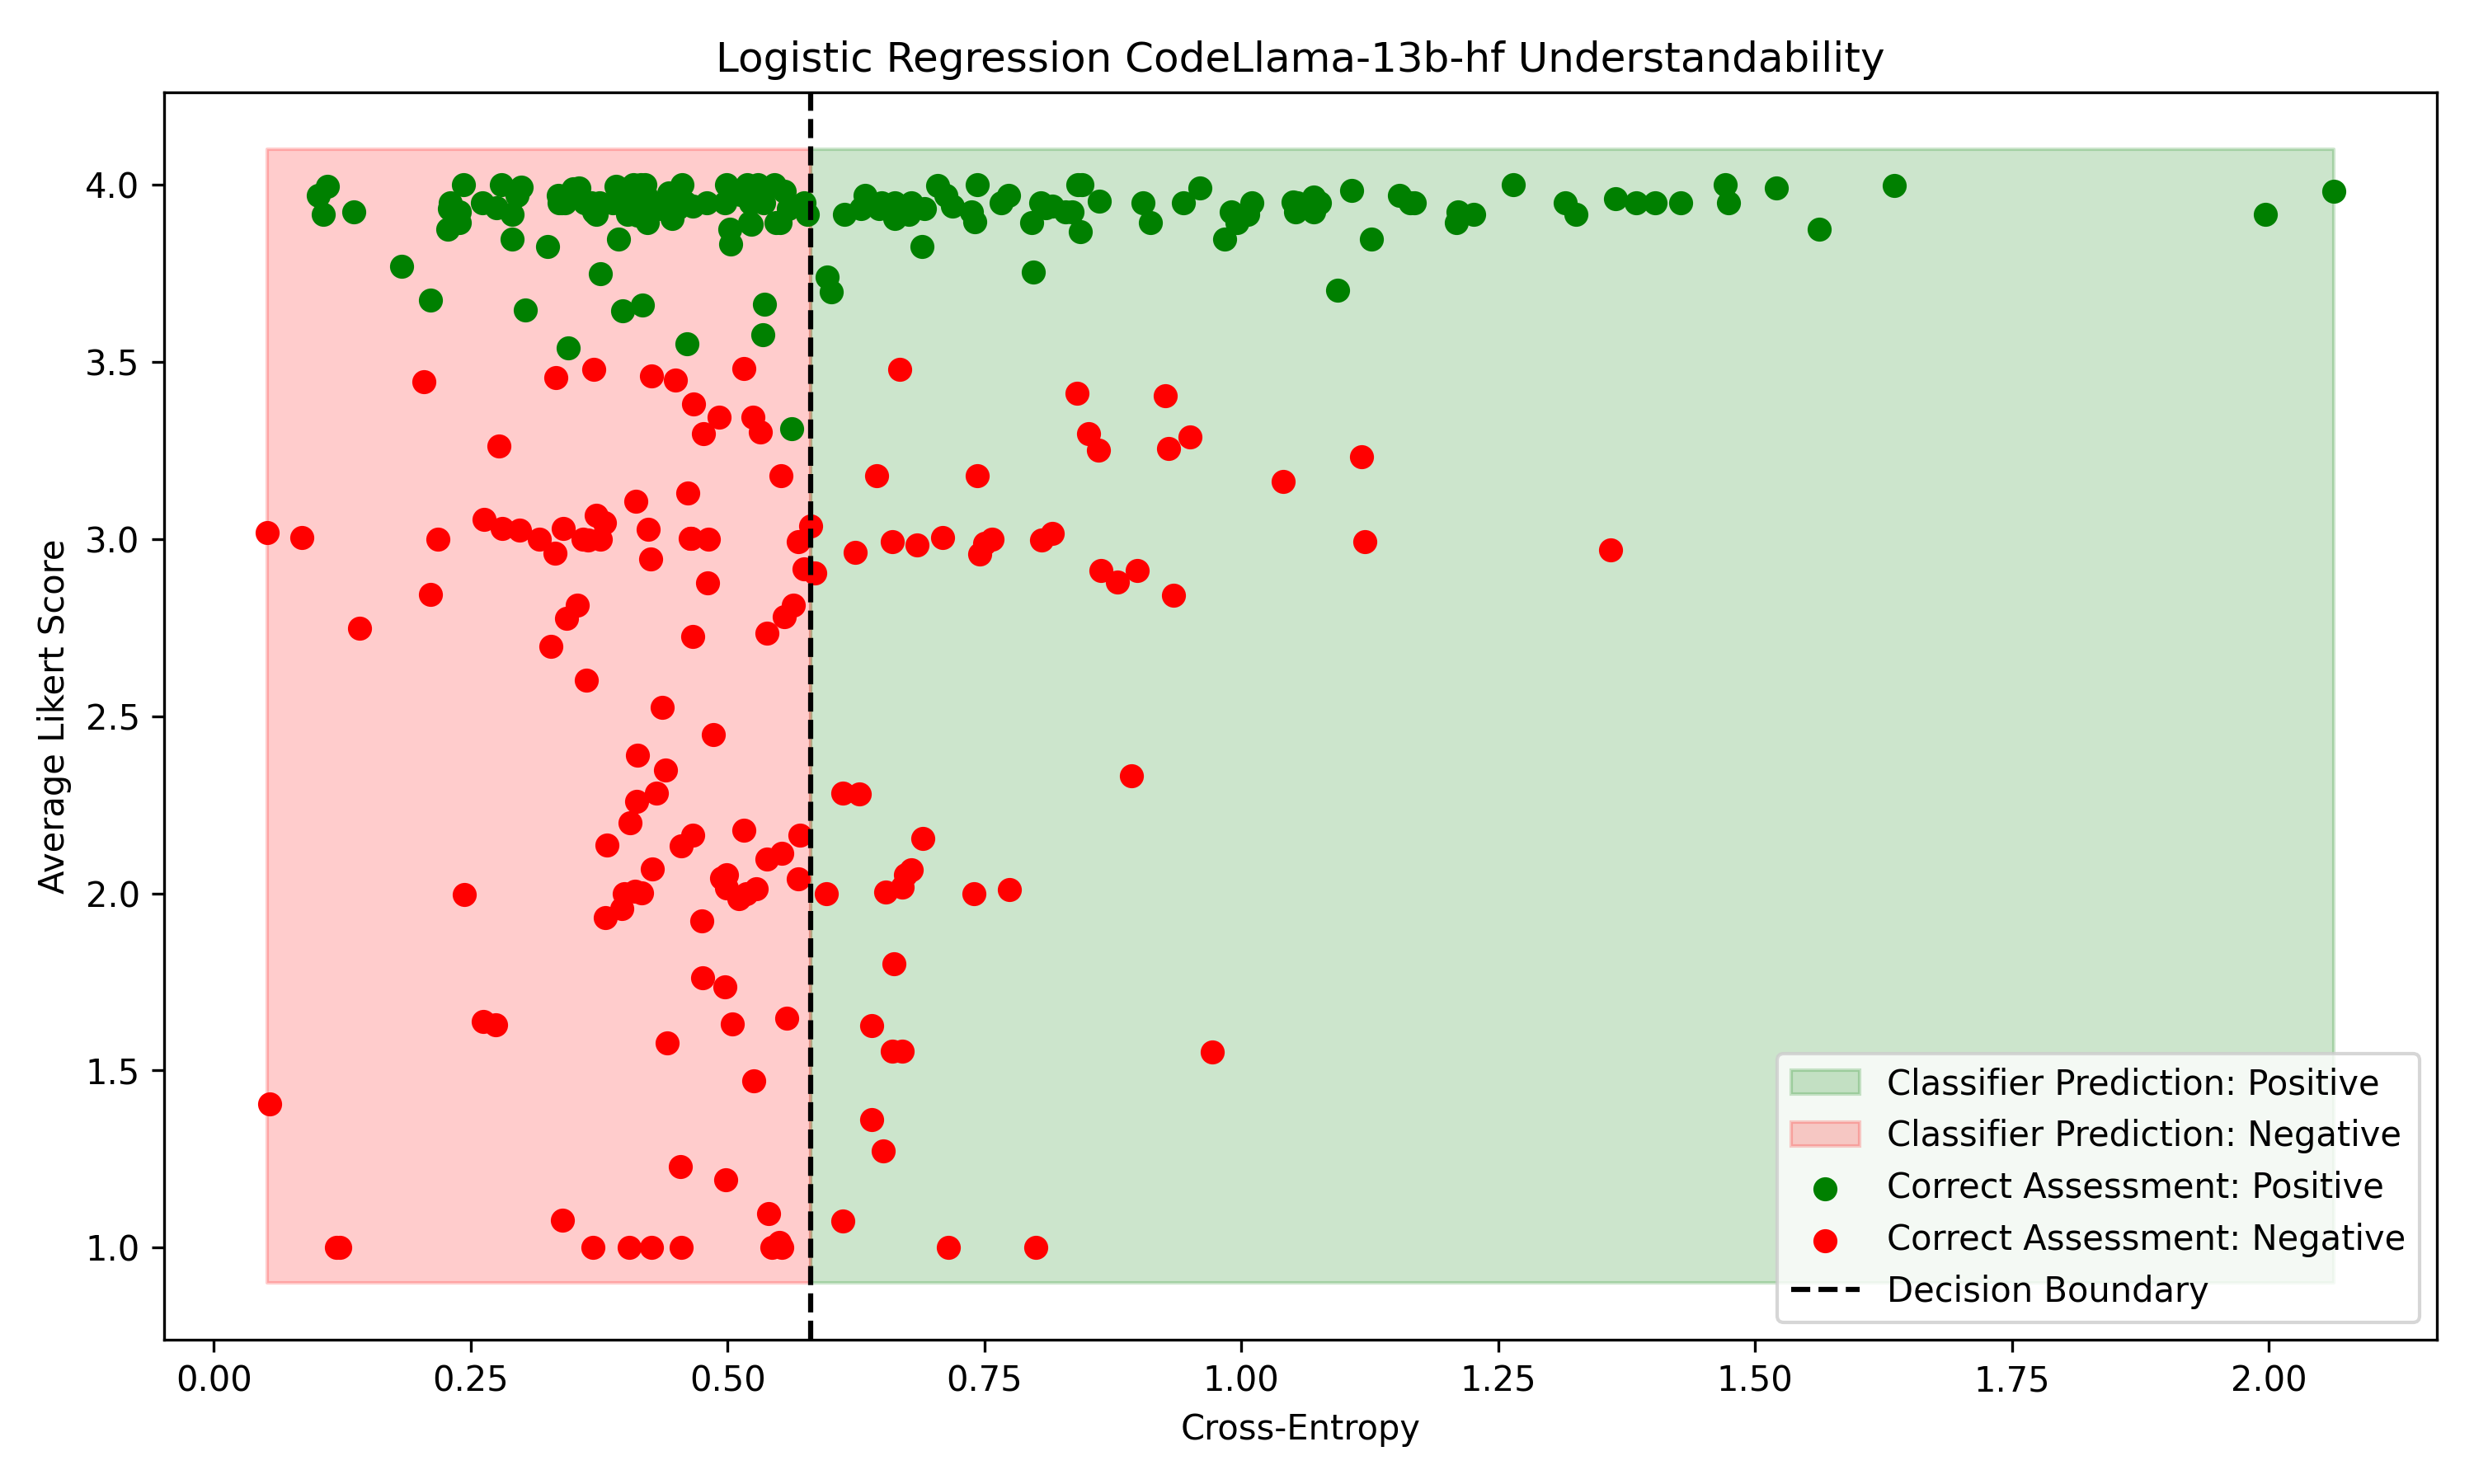 Logistic Regression CodeLlama-13b-hf Understandability
Average Likert Score
4.0
3.5
3.0
2.5
2.0
1.5
1.0
Classifier Prediction: Positive
Classifier Prediction: Negative
Correct Assessment: Positive
Correct Assessment: Negative
Decision Boundary
0.00 0.25 0.50 0.75 1.00 1.25 1.50 1.75 2.00
Cross-Entropy